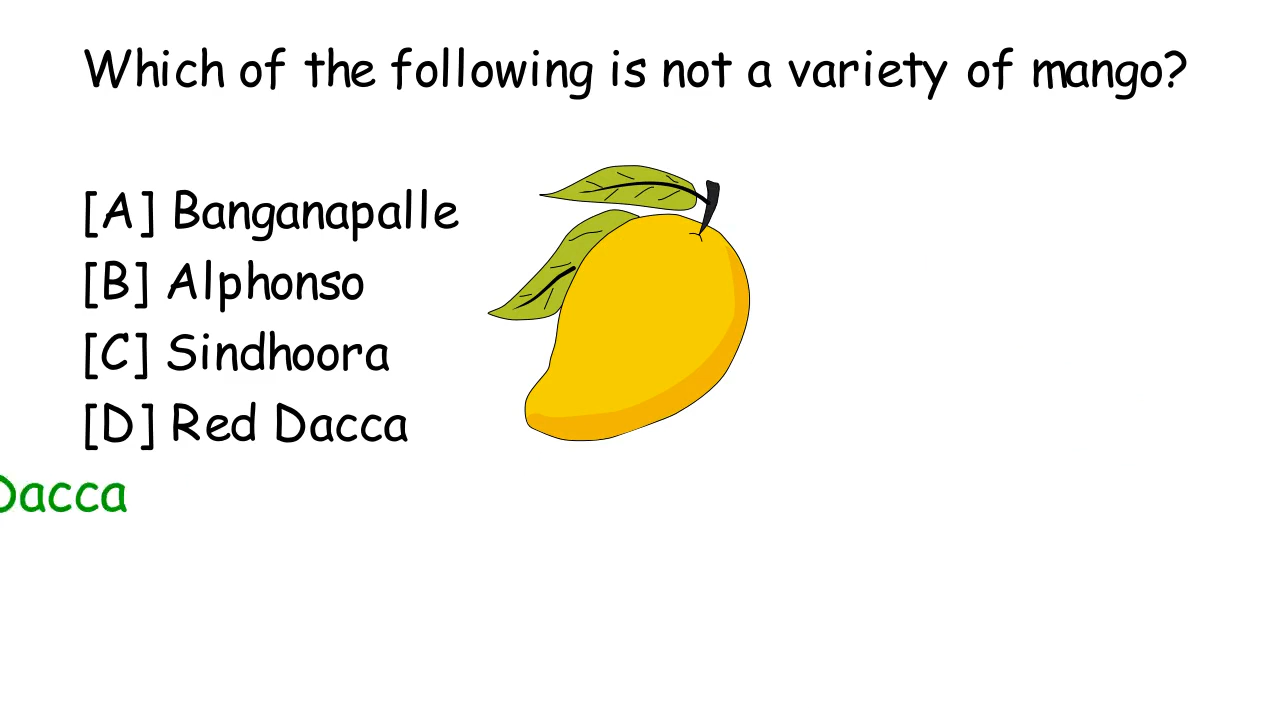 Which of the following is not a variety of mango?
[A] Banganapalle
[B] Alphonso
[C] Sindhoora
[D] Red Dacca
Dacca